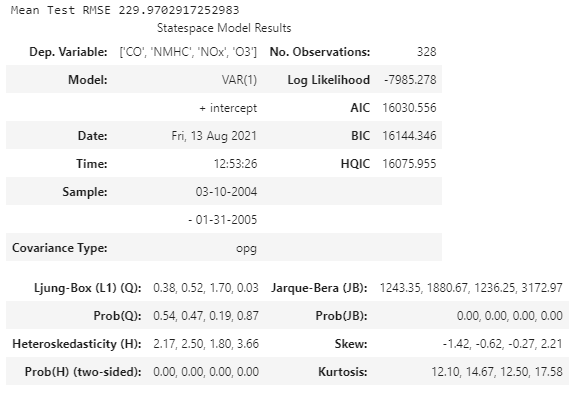 Mean Test RMSE 229.9702917252983
Statespace Model Results
Dep. Variable: ['CO', 'NMHC', 'NOx', 'O3'] No. Observations: 328
Model: VAR(1) Log Likelihood -7985.278
+ intercept AIC 16030.556
Date: Fri, 13 Aug 2021 BIC 16144.346
Time: 12:53:26 HQIC 16075.955
Sample: 03-10-2004
- 01-31-2005
Covariance Type: opg
Ljung-Box (L1) (Q): 0.38, 0.52, 1.70, 0.03 Jarque-Bera (JB): 1243.35, 1880.67, 1236.25, 3172.97
Prob(Q): 0.54, 0.47, 0.19, 0.87 Prob(JB): 0.00, 0.00, 0.00, 0.00
Heteroskedasticity (H): 2.17, 2.50, 1.80, 3.66 Skew: -1.42, -0.62, -0.27, 2.21
Prob(H) (two-sided): 0.00, 0.00, 0.00, 0.00 Kurtosis: 12.10, 14.67, 12.50, 17.58